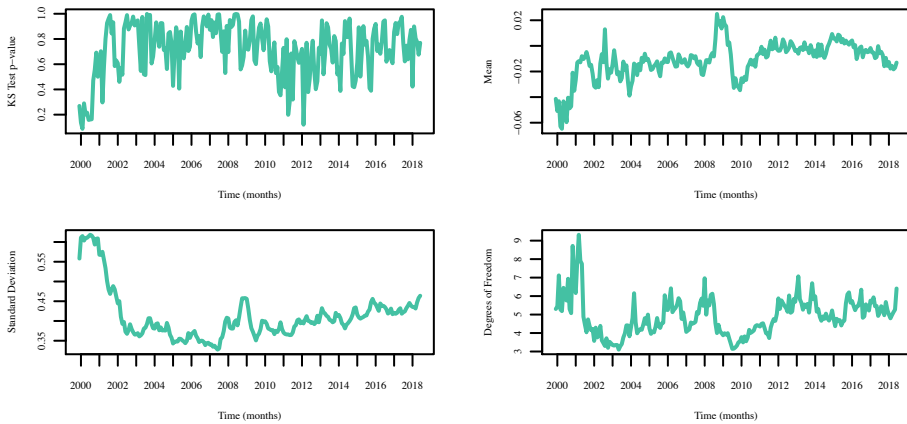 KS Test p−value
0.2 0.4 0.6 0.8 1.0
2000 2002 2004 2006 2008 2010 2012 2014 2016 2018
Time (months)
Mean
−0.06 −0.02 0.02
2000 2002 2004 2006 2008 2010 2012 2014 2016 2018
Time (months)
Standard Deviation
0.35 0.45 0.55
2000 2002 2004 2006 2008 2010 2012 2014 2016 2018
Time (months)
Degrees of Freedom
3 4 5 6 7 8 9
2000 2002 2004 2006 2008 2010 2012 2014 2016 2018
Time (months)